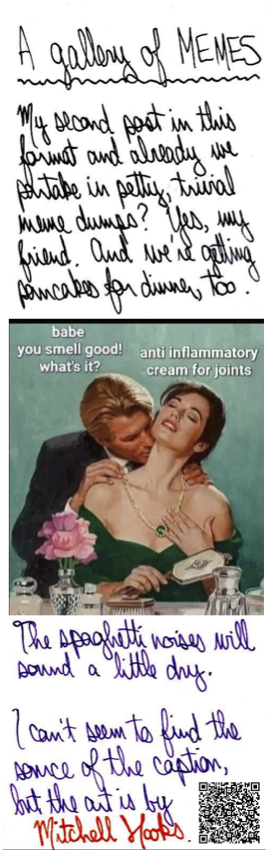 A gallery of MEMES
My second post in this
format and already we
partake in petty, trivial
meme dumps? Yes, my
friend. And we're getting
pancakes for dinner, too.
babe
you smell good!
what's it?
anti inflammatory
cream for joints
The spaghetti noises will
sound a little dry.
I can't seem to find the
source of the caption,
but the art is by
Mitchell Hooks.